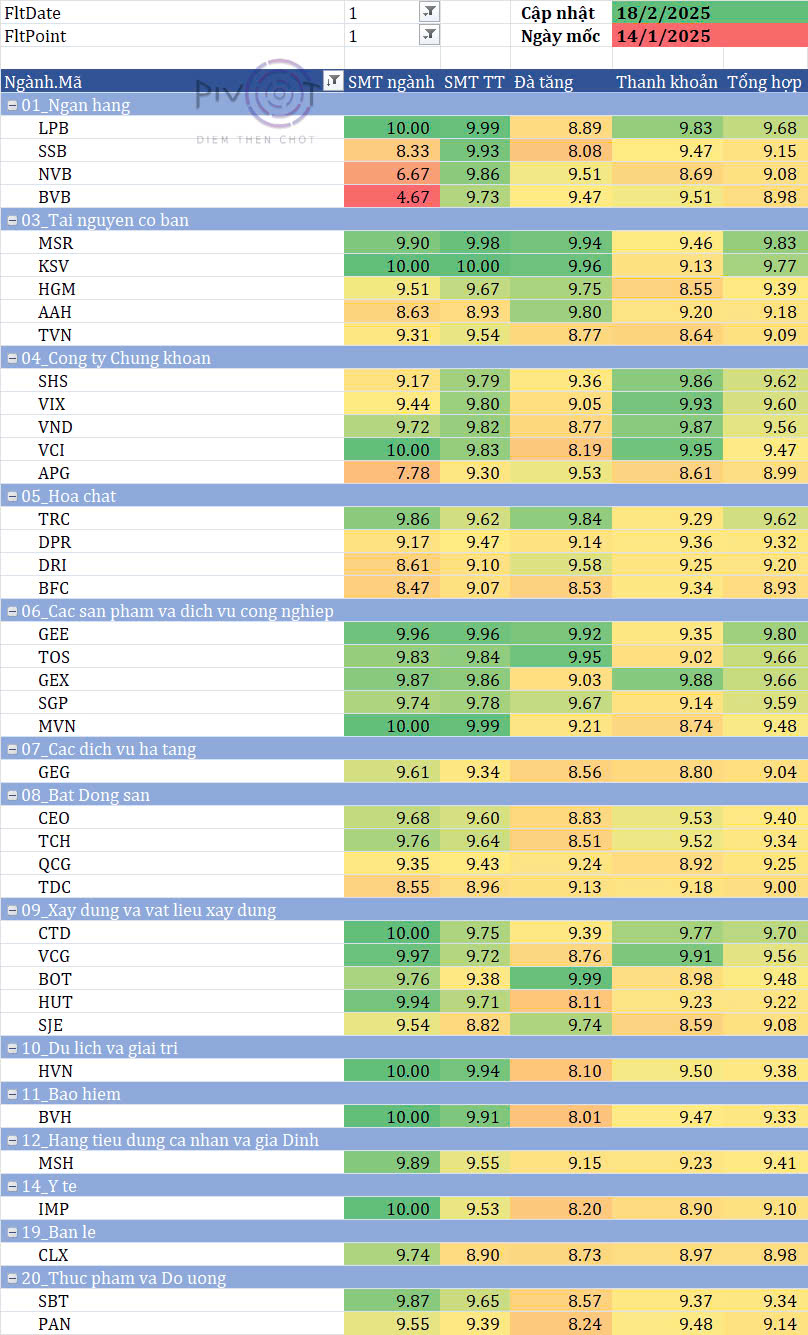 FltDate 1 Cập nhật 18/2/2025
FltPoint 1 Ngày mốc 14/1/2025
PIVOT
DIEM THEN CHOT
Ngành.Mã SMT ngành SMT TT Đà tăng Thanh khoản Tổng hợp
01_Ngan hang
LPB 10.00 9.99 8.89 9.83 9.68
SSB 8.33 9.93 8.08 9.47 9.15
NVB 6.67 9.86 9.51 8.69 9.08
BVB 4.67 9.73 9.47 9.51 8.98
03_Tai nguyen co ban
MSR 9.90 9.98 9.94 9.46 9.83
KSV 10.00 10.00 9.96 9.13 9.77
HGM 9.51 9.67 9.75 8.55 9.39
AAH 8.63 8.93 9.80 9.20 9.18
TVN 9.31 9.54 8.77 8.64 9.09
04_Cong ty Chung khoan
SHS 9.17 9.79 9.36 9.86 9.62
VIX 9.44 9.80 9.05 9.93 9.60
VND 9.72 9.82 8.77 9.87 9.56
VCI 10.00 9.83 8.19 9.95 9.47
APG 7.78 9.30 9.53 8.61 8.99
05_Hoa chat
TRC 9.86 9.62 9.84 9.29 9.62
DPR 9.17 9.47 9.14 9.36 9.32
DRI 8.61 9.10 9.58 9.25 9.20
BFC 8.47 9.07 8.53 9.34 8.93
06_Cac san pham va dich vu cong nghiep
GEE 9.96 9.96 9.92 9.35 9.80
TOS 9.83 9.84 9.95 9.02 9.66
GEX 9.87 9.86 9.03 9.88 9.66
SGP 9.74 9.78 9.67 9.14 9.59
MVN 10.00 9.99 9.21 8.74 9.48
07_Cac dich vu ha tang
GEG 9.61 9.34 8.56 8.80 9.04
08_Bat Dong san
CEO 9.68 9.60 8.83 9.53 9.40
TCH 9.76 9.64 8.51 9.52 9.34
QCG 9.35 9.43 9.24 8.92 9.25
TDC 8.55 8.96 9.13 9.18 9.00
09_Xay dung va vat lieu xay dung
CTD 10.00 9.75 9.39 9.77 9.70
VCG 9.97 9.72 8.76 9.91 9.56
BOT 9.76 9.38 9.99 8.98 9.48
HUT 9.94 9.71 8.11 9.23 9.22
SJE 9.54 8.82 9.74 8.59 9.08
10_Du lich va giai tri
HVN 10.00 9.94 8.10 9.50 9.38
11_Bao hiem
BVH 10.00 9.91 8.01 9.47 9.33
12_Hang tieu dung ca nhan va gia Dinh
MSH 9.89 9.55 9.15 9.23 9.41
14_Y te
IMP 10.00 9.53 8.20 8.90 9.10
19_Ban le
CLX 9.74 8.90 8.73 8.97 8.98
20_Thuc pham va Do uong
SBT 9.87 9.65 8.57 9.37 9.34
PAN 9.55 9.39 8.24 9.48 9.14